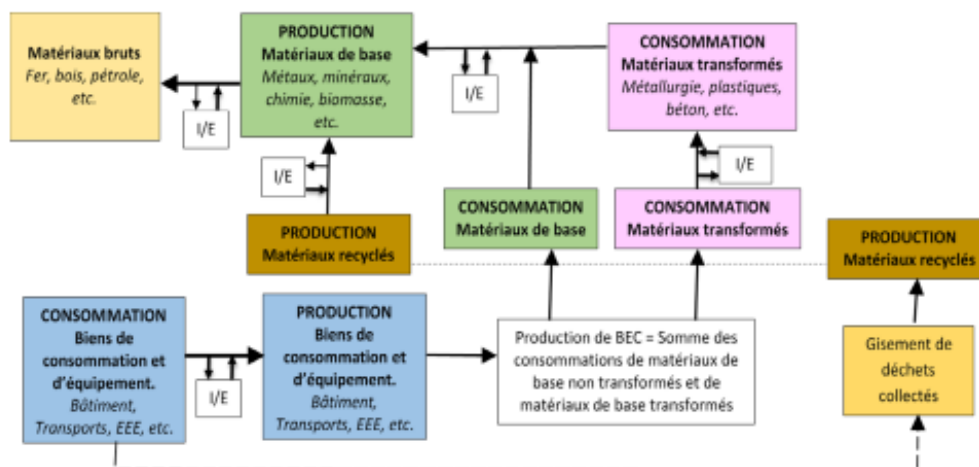 Matériaux bruts
Fer, bois, pétrole,
etc.
I/E
PRODUCTION
Matériaux de base
Métaux, minéraux,
chimie, biomasse,
etc.
I/E
CONSOMMATION
Matériaux transformés
Métallurgie, plastiques,
béton, etc.
I/E
I/E
PRODUCTION
Matériaux recyclés
CONSOMMATION
Matériaux de base
CONSOMMATION
Matériaux transformés
PRODUCTION
Matériaux recyclés
CONSOMMATION
Biens de
consommation et
d'équipement.
Bâtiment,
Transports, EEE, etc.
I/E
PRODUCTION
Biens de
consommation et
d'équipement.
Bâtiment,
Transports, EEE, etc.
Production de BEC = Somme des
consommations de matériaux de
base non transformés et de
matériaux de base transformés
Gisement de
déchets
collectés